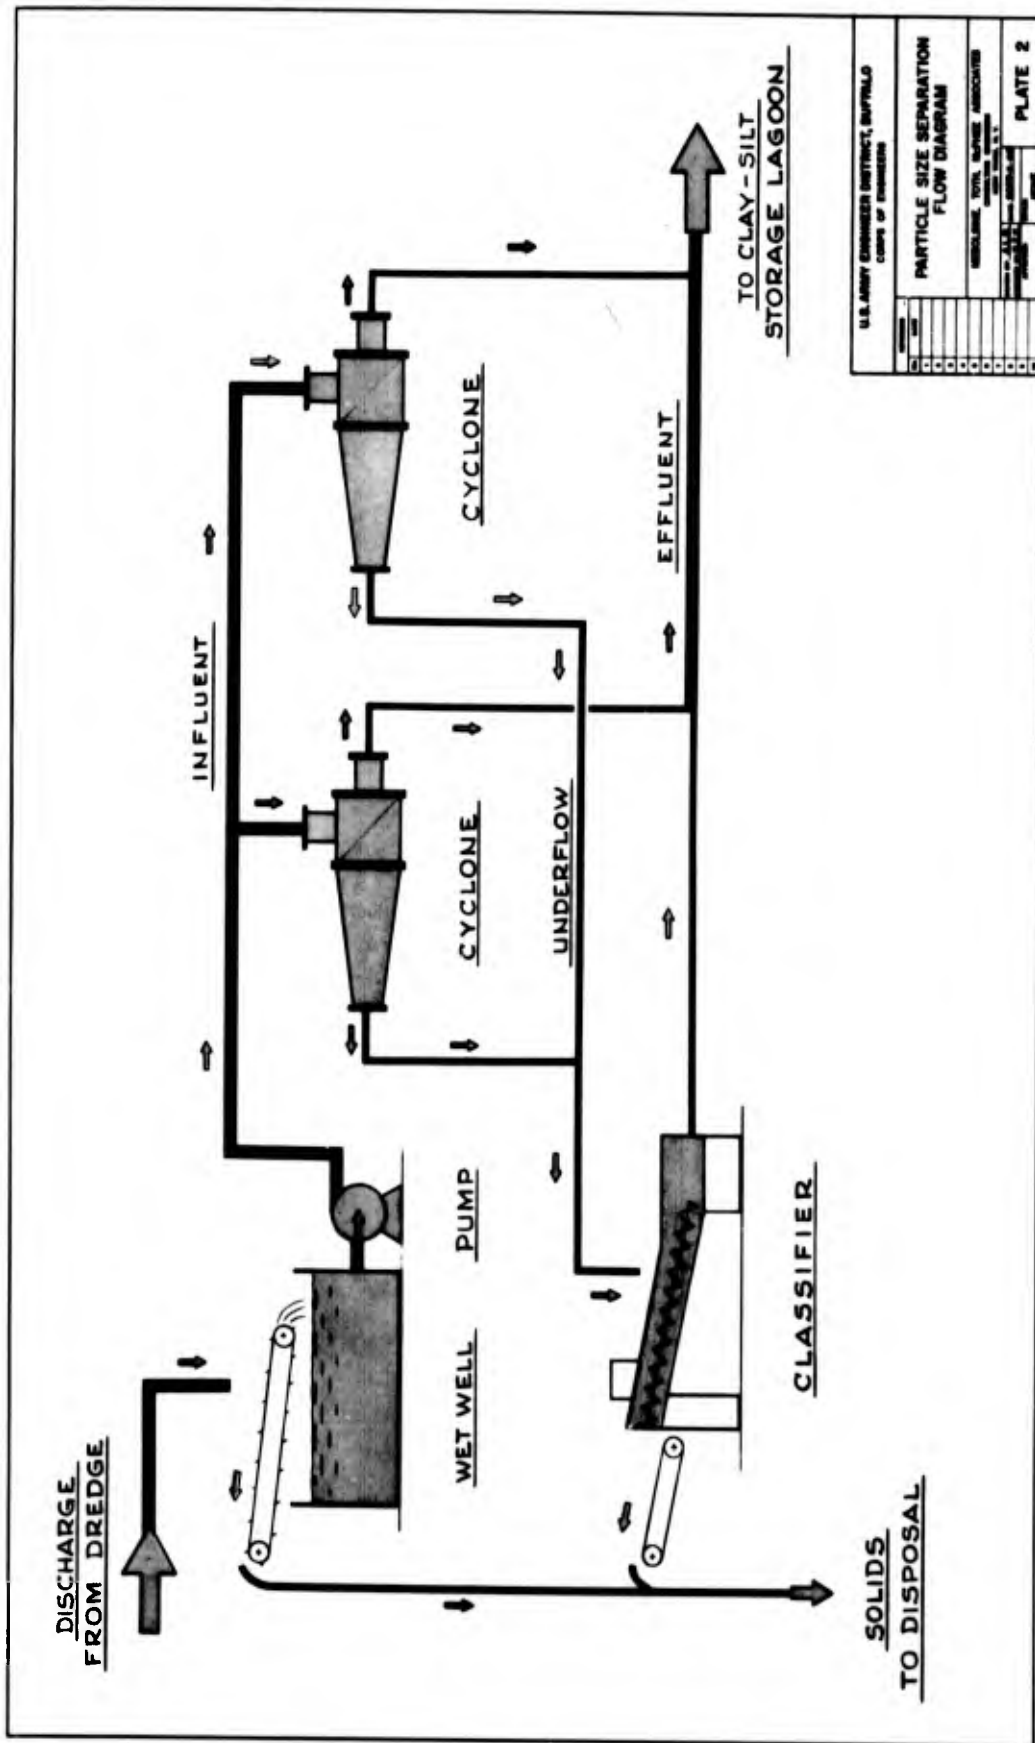 DISCHARGE
FROM DREDGE
INFLUENT
WET WELL
PUMP
CYCLONE
CYCLONE
UNDERFLOW
EFFLUENT
CLASSIFIER
TO CLAY-SILT
STORAGE LAGOON
SOLIDS
TO DISPOSAL
U.S. ARMY ENGINEER DISTRICT, BUFFALO
CORPS OF ENGINEERS
PARTICLE SIZE SEPARATION
FLOW DIAGRAM
ASSOCIATES
PLATE 2